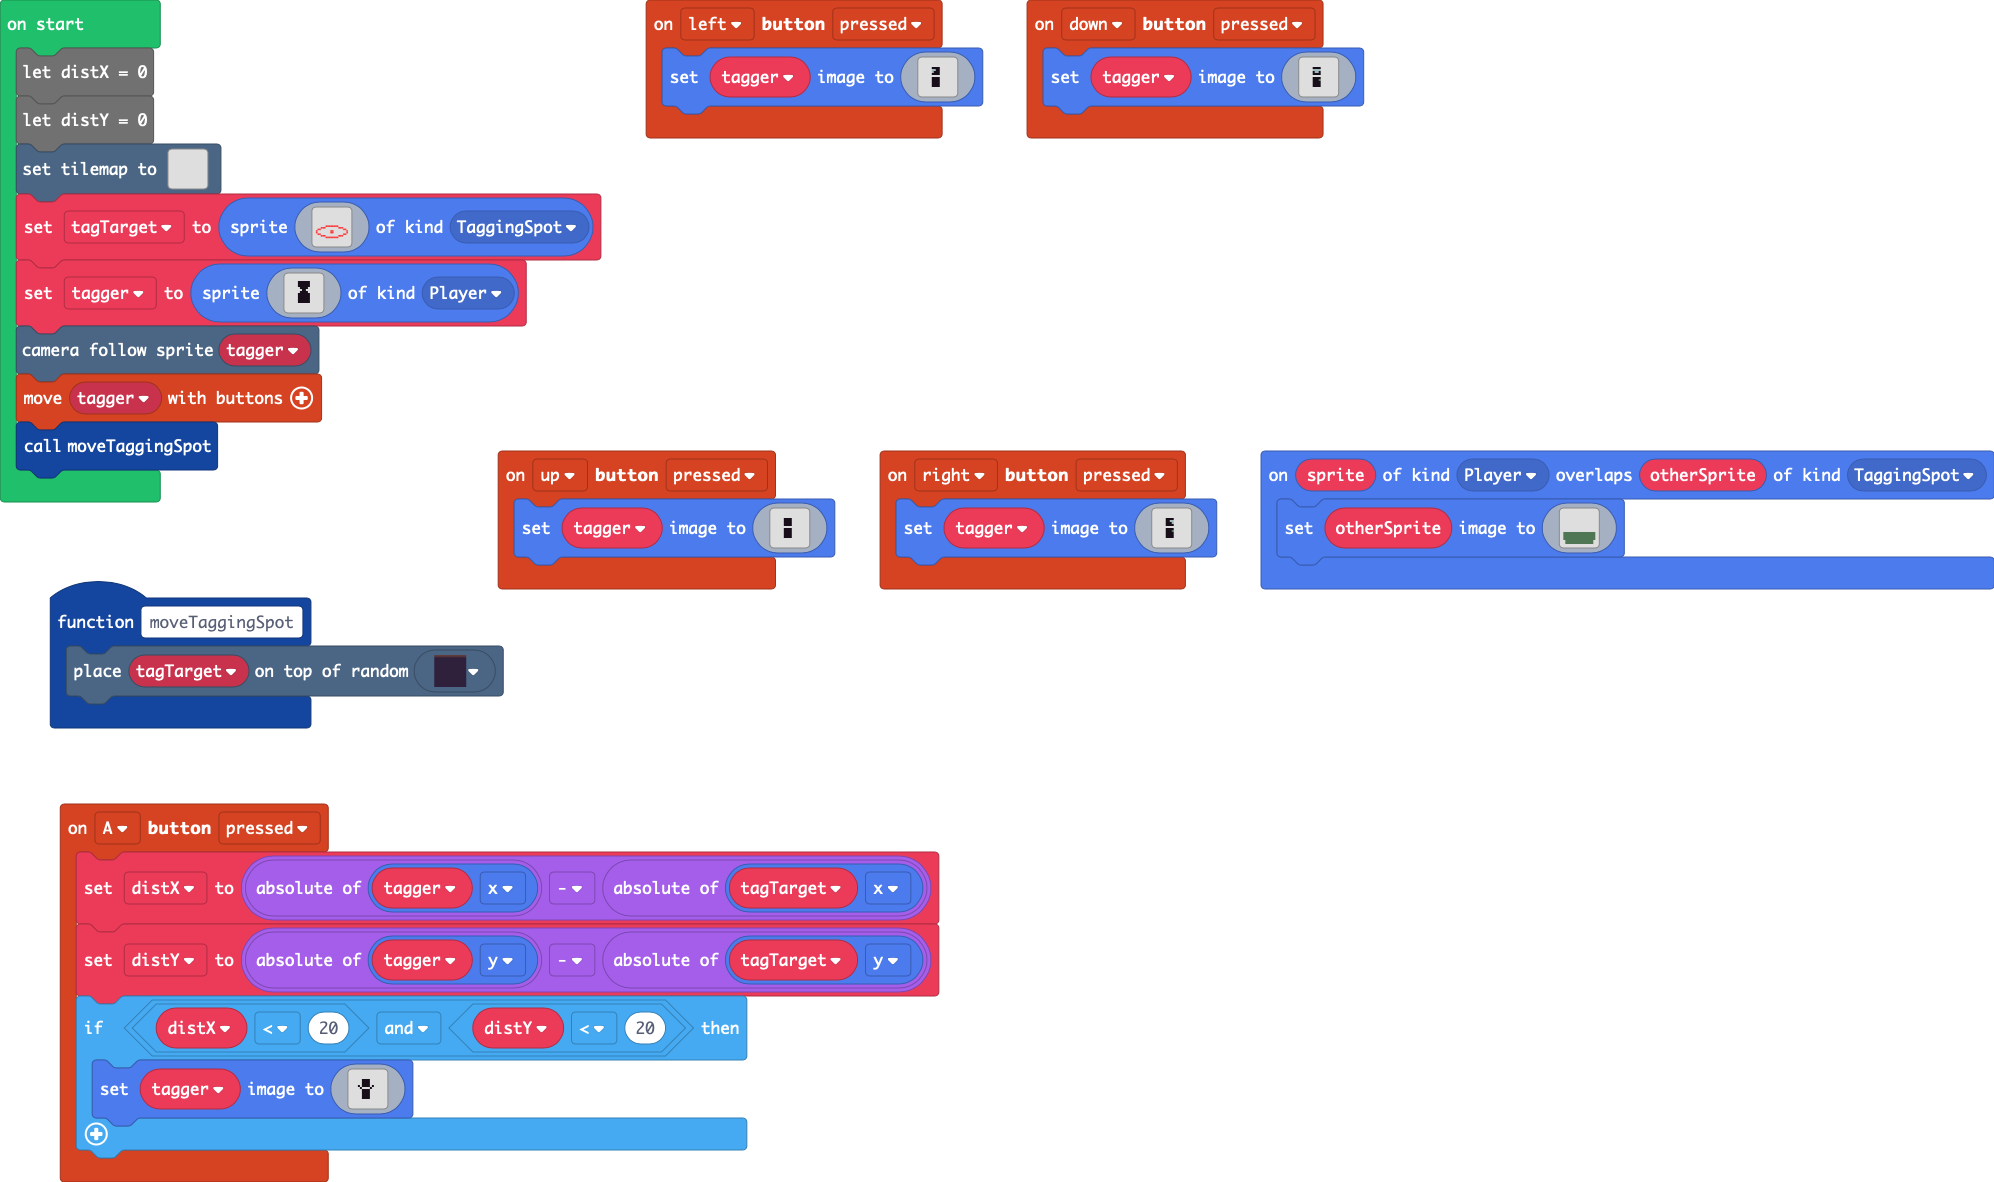 on start
let distX = 0
let distY = 0
set tilemap to
set tagTarget to sprite of kind TaggingSpot
set tagger to sprite of kind Player
camera follow sprite tagger
move tagger with buttons
call moveTaggingSpot
on left button pressed
set tagger image to
on down button pressed
set tagger image to
on up button pressed
set tagger image to
on right button pressed
set tagger image to
on sprite of kind Player overlaps otherSprite of kind TaggingSpot
set otherSprite image to
function moveTaggingSpot
place tagTarget on top of random
on A button pressed
set distX to absolute of tagger x - absolute of tagTarget x
set distY to absolute of tagger y - absolute of tagTarget y
if distX < 20 and distY < 20 then
set tagger image to